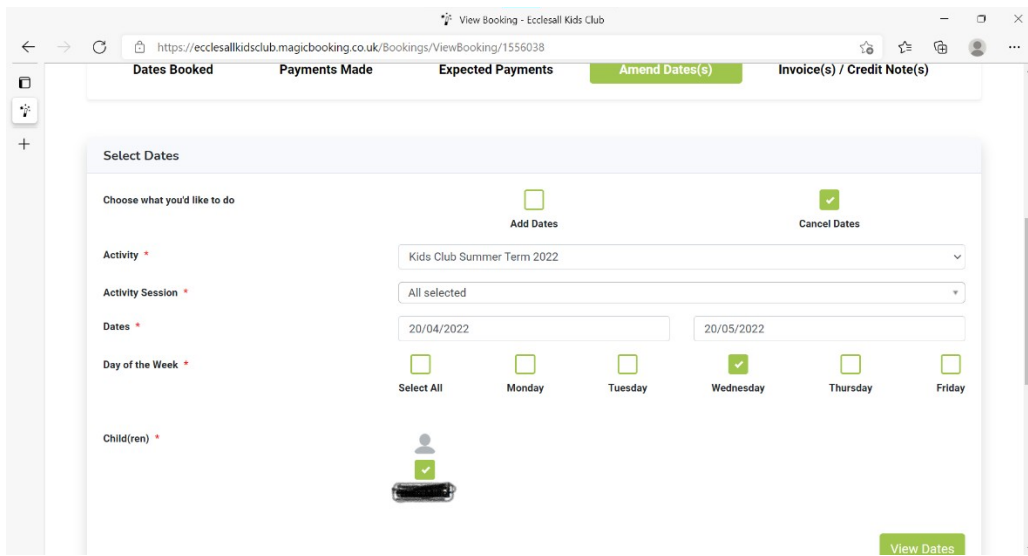 View Booking - Ecclesall Kids Club
https://ecclesallkidsclub.magicbooking.co.uk/Bookings/ViewBooking/1556038
Dates Booked Payments Made Expected Payments Amend Dates(s) Invoice(s) / Credit Note(s)
Select Dates
Choose what you'd like to do
Add Dates Cancel Dates
Activity * Kids Club Summer Term 2022
Activity Session * All selected
Dates * 20/04/2022 20/05/2022
Day of the Week *
Select All Monday Tuesday Wednesday Thursday Friday
Child(ren) *
View Dates